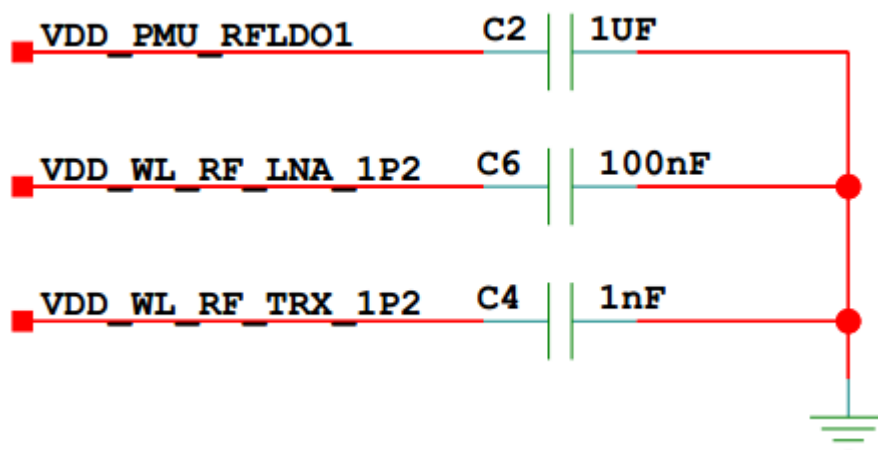 VDD_PMU_RFLDO1 C2 1UF
VDD_WL_RF_LNA_1P2 C6 100nF
VDD_WL_RF_TRX_1P2 C4 1nF